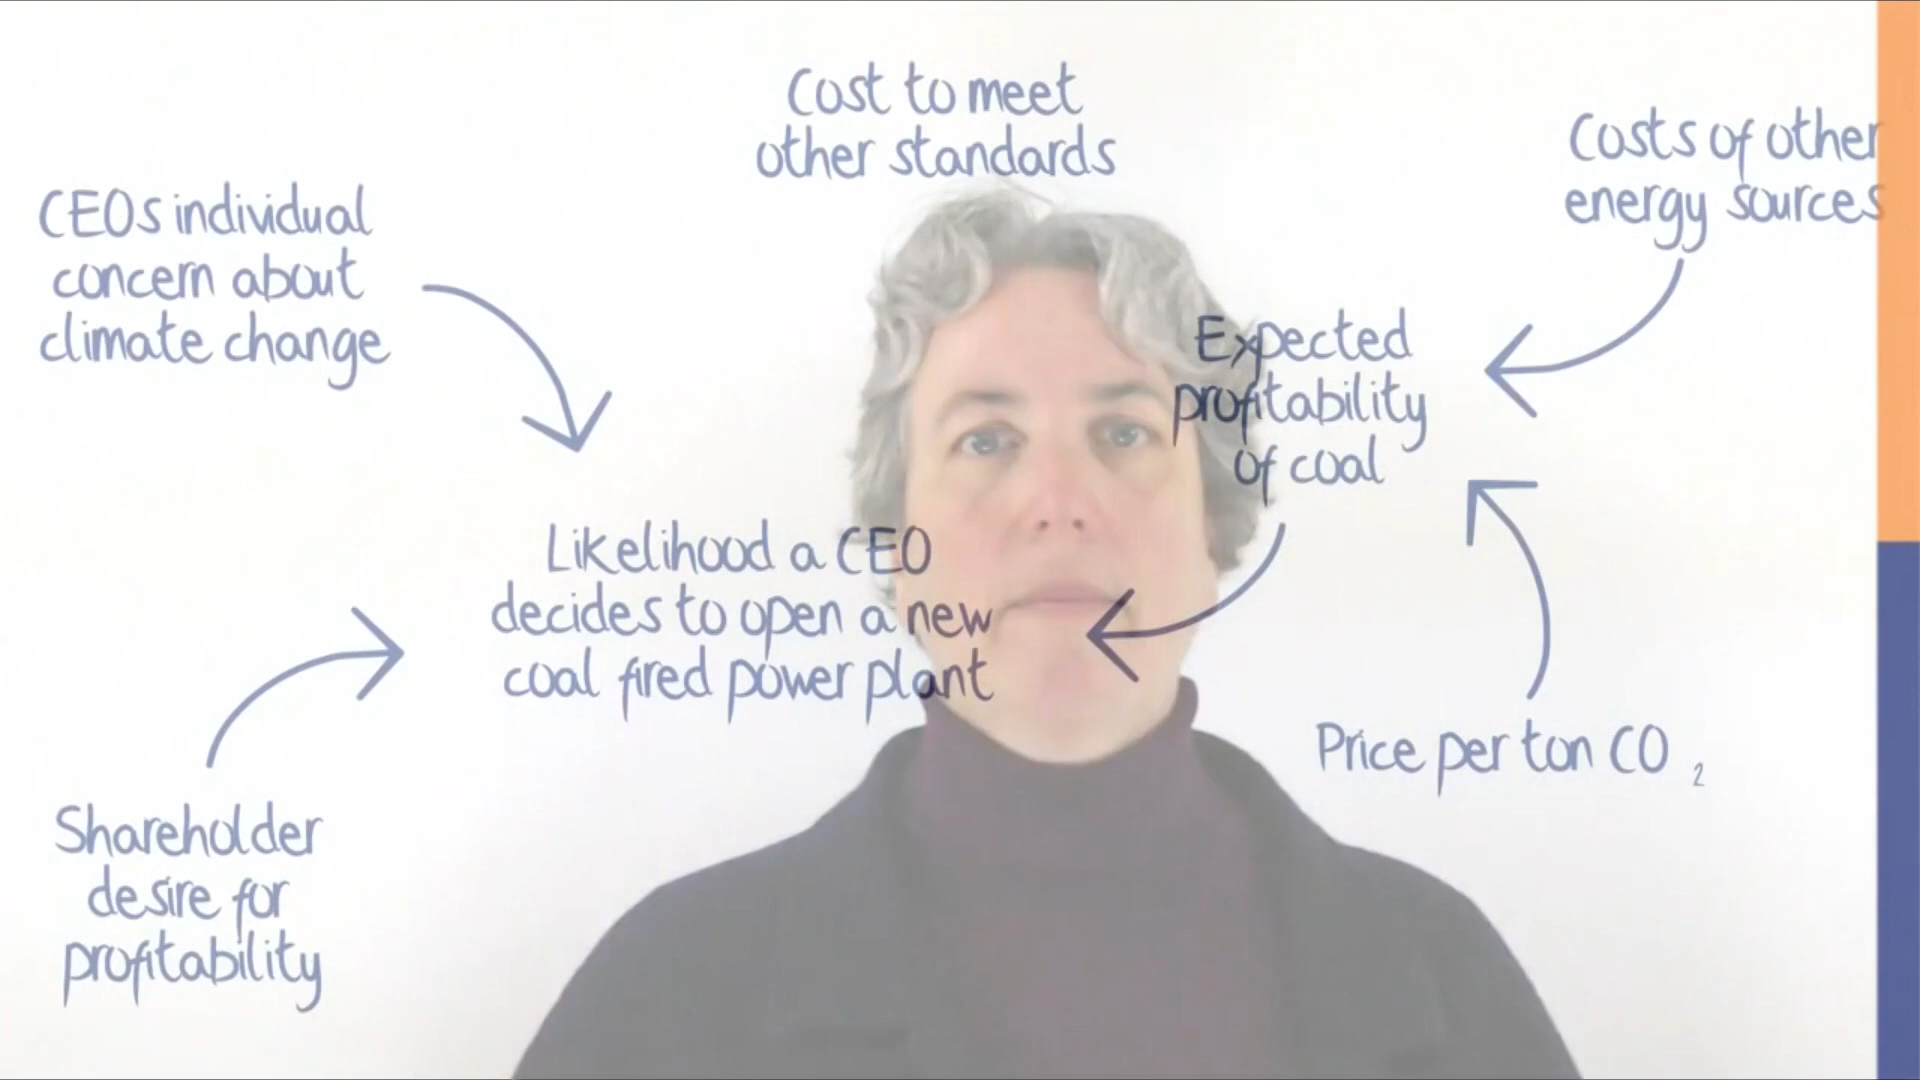 Cost to meet
other standards
Costs of other
energy sources
CEOs individual
concern about
climate change
Expected
profitability
of coal
Likelihood a CEO
decides to open a new
coal fired power plant
Price per ton CO 2
Shareholder
desire for
profitability